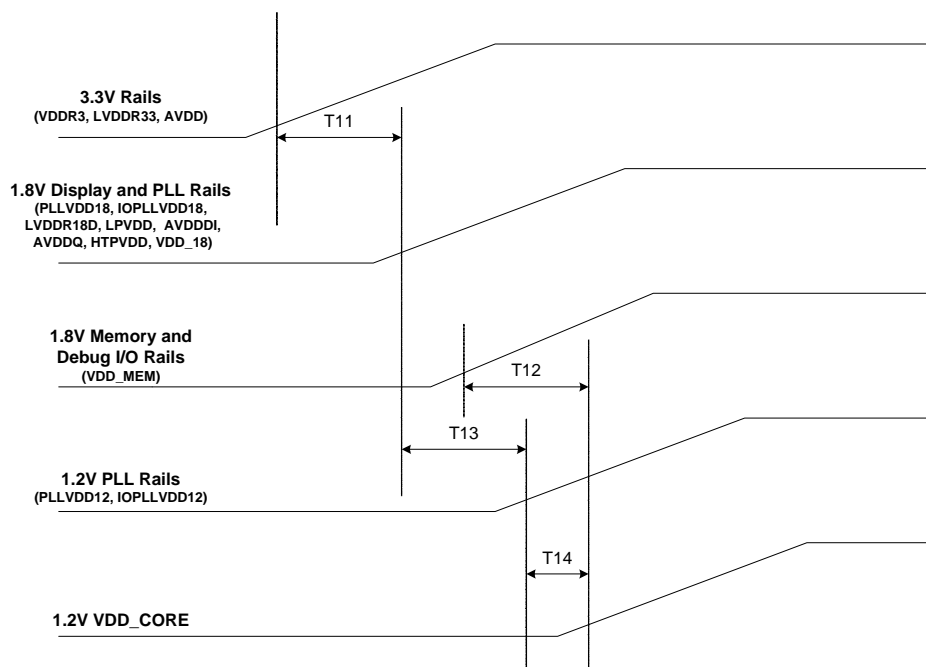 3.3V Rails
(VDDR3, LVDDR33, AVDD)
T11
1.8V Display and PLL Rails
(PLLVDD18, IOPLLVDD18,
LVDDR18D, LPVDD, AVDDDI,
AVDDQ, HTPVDD, VDD_18)
1.8V Memory and
Debug I/O Rails
(VDD_MEM)
T12
T13
1.2V PLL Rails
(PLLVDD12, IOPLLVDD12)
T14
1.2V VDD_CORE